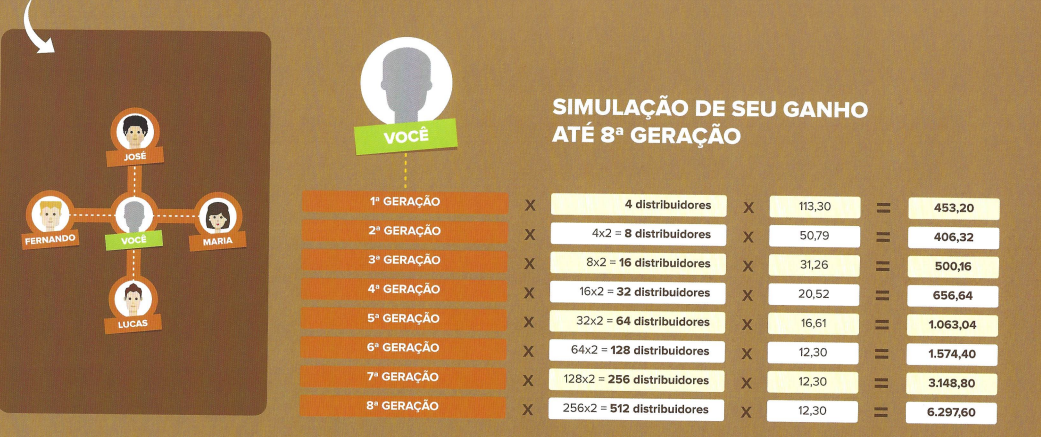 JOSÉ
FERNANDO
VOCÊ
MARIA
LUCAS
VOCÊ
SIMULAÇÃO DE SEU GANHO
ATÉ 8ª GERAÇÃO
1ª GERAÇÃO X 4 distribuidores X 113,30 = 453,20
2ª GERAÇÃO X 4x2 = 8 distribuidores X 50,79 = 406,32
3ª GERAÇÃO X 8x2 = 16 distribuidores X 31,26 = 500,16
4ª GERAÇÃO X 16x2 = 32 distribuidores X 20,52 = 656,64
5ª GERAÇÃO X 32x2 = 64 distribuidores X 16,61 = 1.063,04
6ª GERAÇÃO X 64x2 = 128 distribuidores X 12,30 = 1.574,40
7ª GERAÇÃO X 128x2 = 256 distribuidores X 12,30 = 3.148,80
8ª GERAÇÃO X 256x2 = 512 distribuidores X 12,30 = 6.297,60